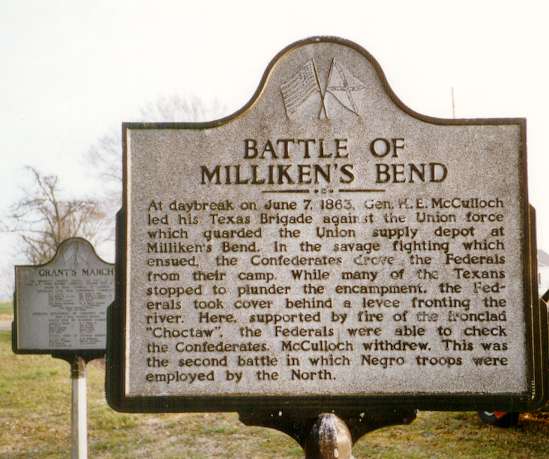 BATTLE OF
MILLIKEN'S BEND
At daybreak on June 7, 1863, Gen. H. E. McCulloch
led his Texas Brigade against the Union force
which guarded the Union supply depot at
Milliken's Bend. In the savage fighting which
ensued, the Confederates drove the Federals
from their camp. While many of the Texans
stopped to plunder the encampment, the Fed-
erals took cover behind a levee fronting the
river. Here, supported by fire of the ironclad
"Choctaw", the Federals were able to check
the Confederates. McCulloch withdrew. This was
the second battle in which Negro troops were
employed by the North.
GRANT'S MARCH